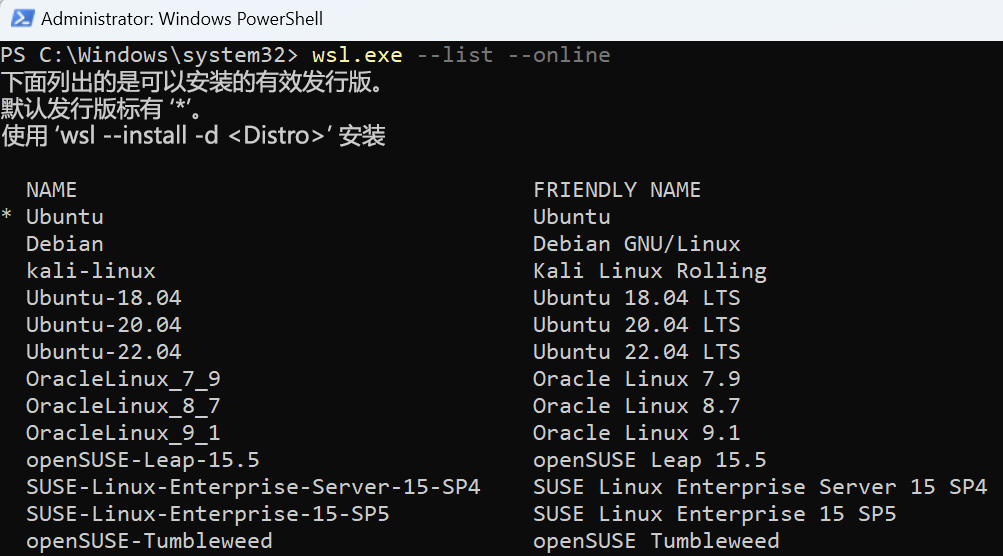 Administrator: Windows PowerShell
PS C:\Windows\system32> wsl.exe --list --online
下面列出的是可以安装的有效发行版。
默认发行版标有 ‘*’。
使用 ‘wsl --install -d <Distro>’ 安装
NAME FRIENDLY NAME
* Ubuntu Ubuntu
Debian Debian GNU/Linux
kali-linux Kali Linux Rolling
Ubuntu-18.04 Ubuntu 18.04 LTS
Ubuntu-20.04 Ubuntu 20.04 LTS
Ubuntu-22.04 Ubuntu 22.04 LTS
OracleLinux_7_9 Oracle Linux 7.9
OracleLinux_8_7 Oracle Linux 8.7
OracleLinux_9_1 Oracle Linux 9.1
openSUSE-Leap-15.5 openSUSE Leap 15.5
SUSE-Linux-Enterprise-Server-15-SP4 SUSE Linux Enterprise Server 15 SP4
SUSE-Linux-Enterprise-15-SP5 SUSE Linux Enterprise 15 SP5
openSUSE-Tumbleweed openSUSE Tumbleweed